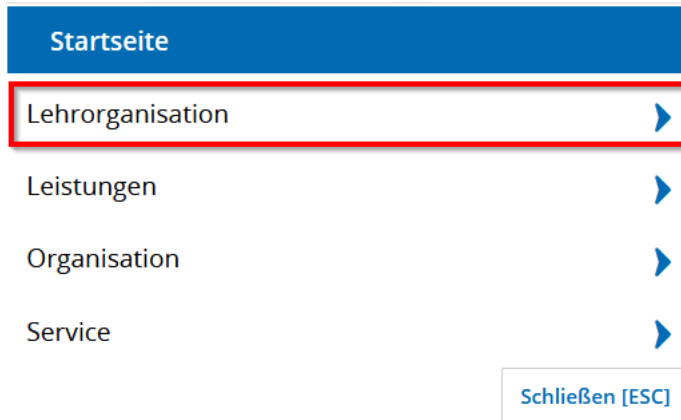 Startseite
Lehrorganisation
Leistungen
Organisation
Service
Schließen [ESC]